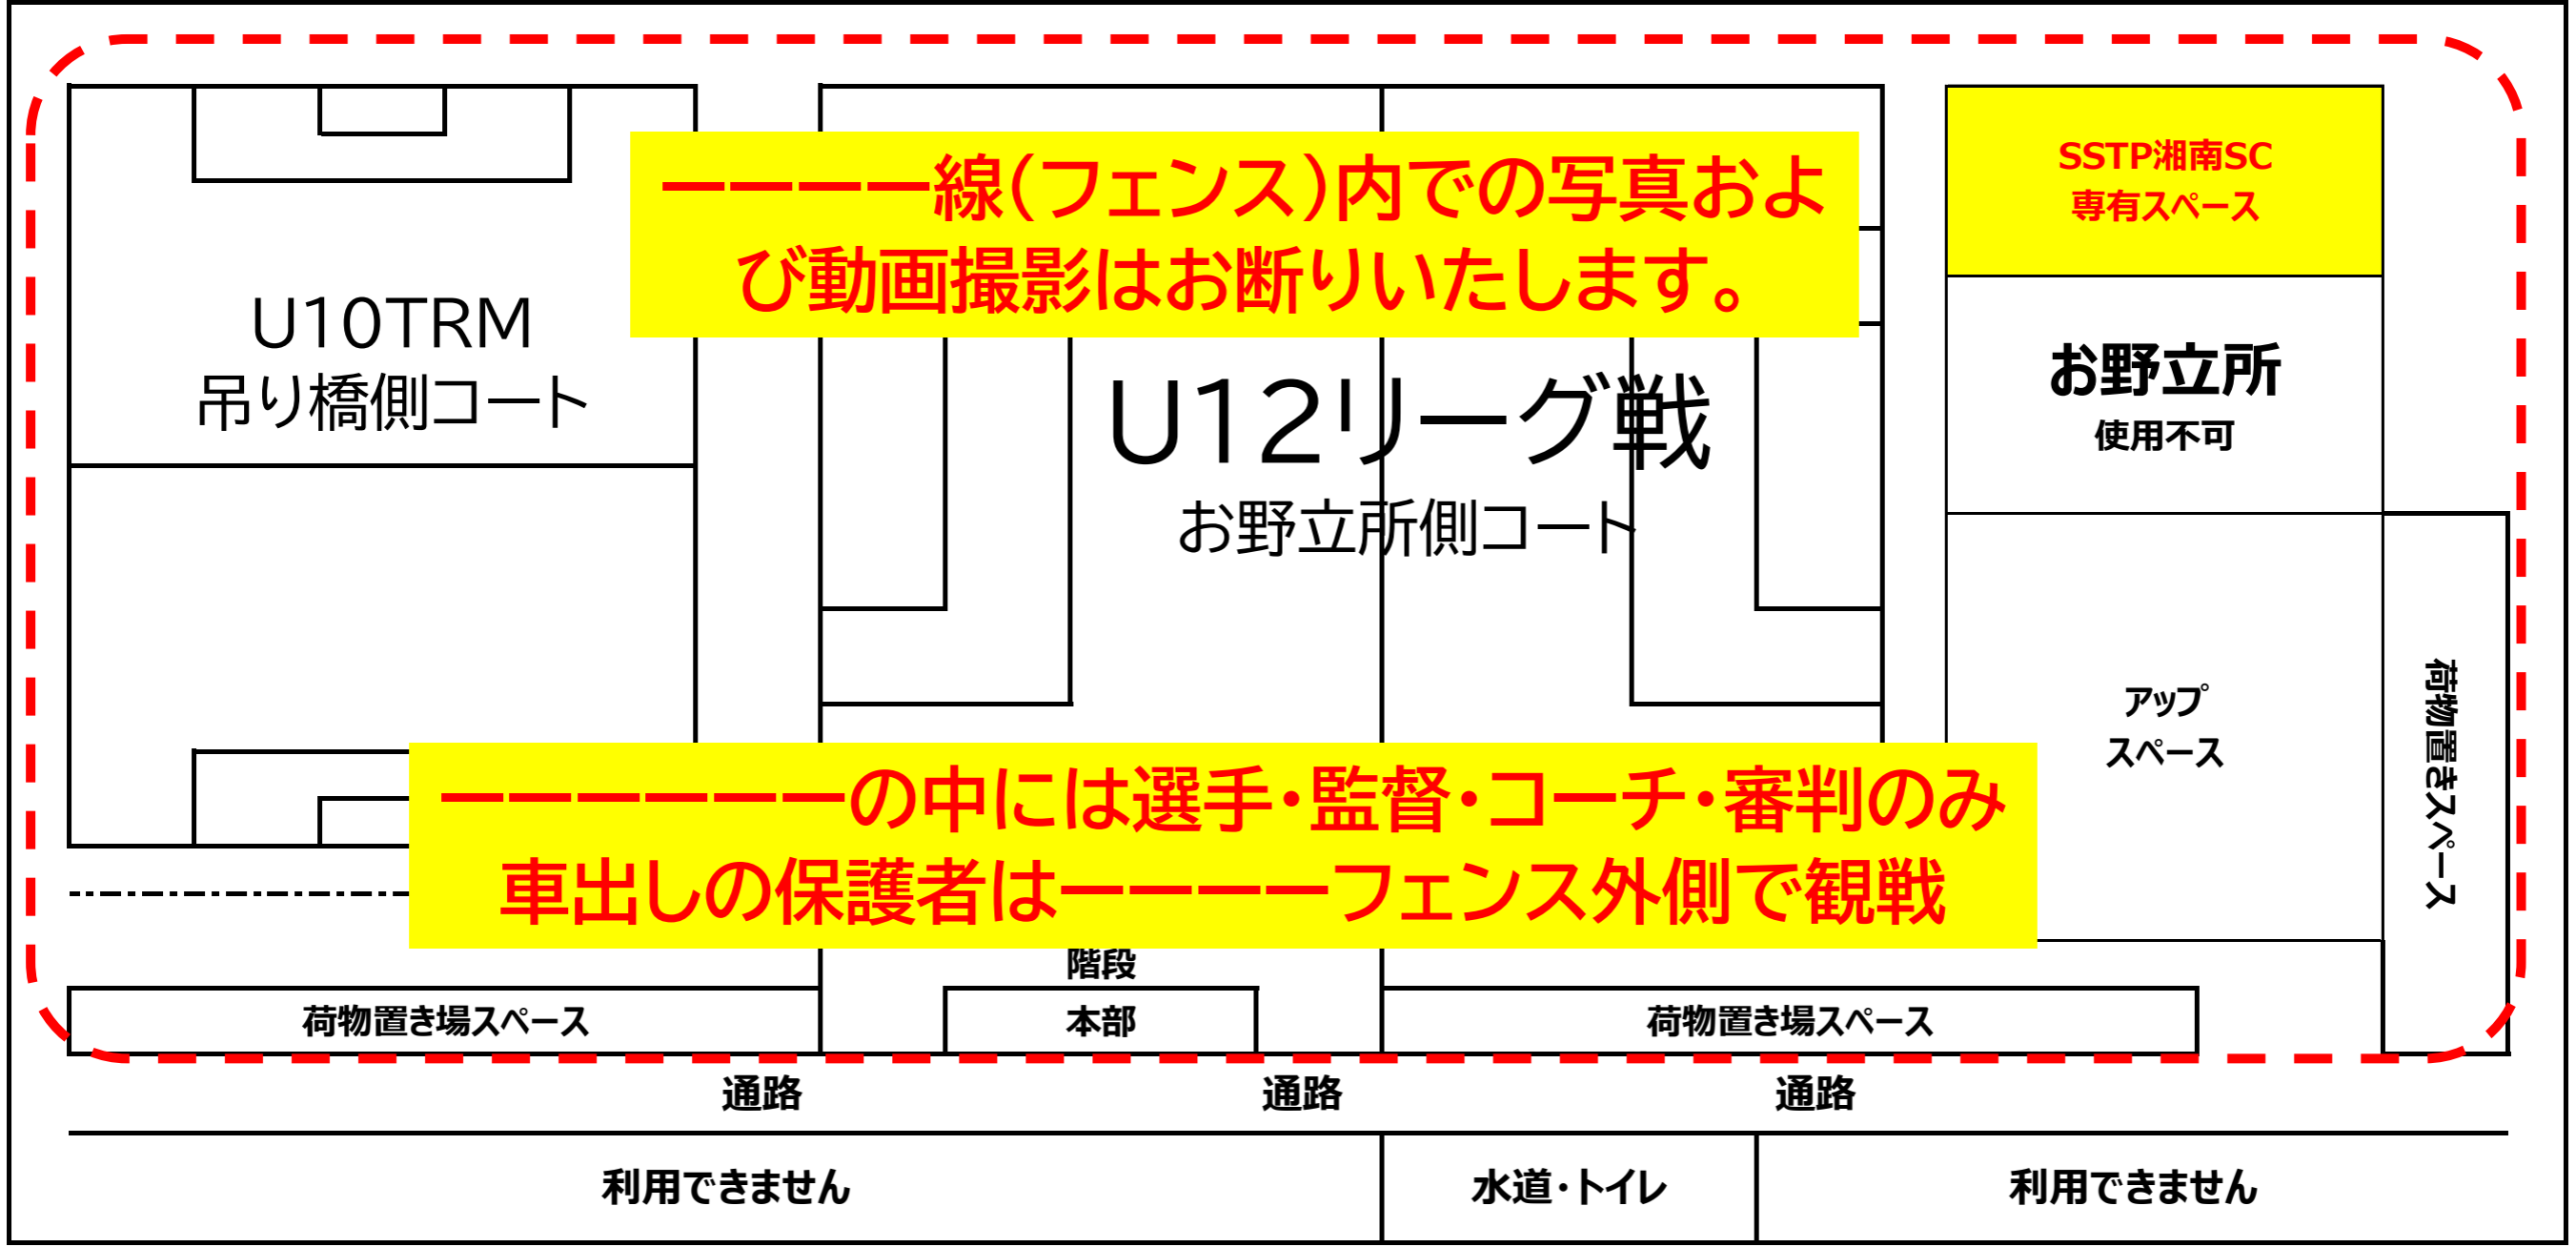 ーーーー線(フェンス)内での写真およ
び動画撮影はお断りいたします。
SSTP湘南SC
専有スペース
U10TRM
吊り橋側コート
U12リーグ戦
お野立所側コート
お野立所
使用不可
アップ
スペース
荷物置きスペース
ーーーーーーの中には選手・監督・コーチ・審判のみ
車出しの保護者はーーーーフェンス外側で観戦
階段
荷物置き場スペース
本部
荷物置き場スペース
通路
通路
通路
利用できません
水道・トイレ
利用できません